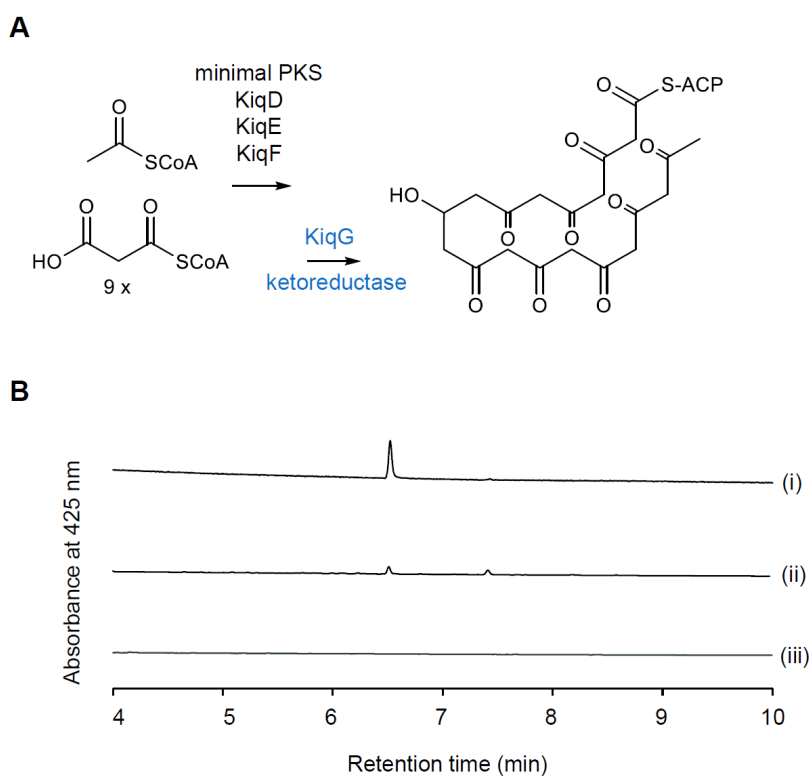 A
minimal PKS
KiqD
KiqE
KiqF
O
SCoA
O O
HO SCoA
9 x
KiqG
ketoreductase
O S-ACP
O O
HO O
O O
O O O
B
Absorbance at 425 nm
(i)
(ii)
(iii)
4 5 6 7 8 9 10
Retention time (min)